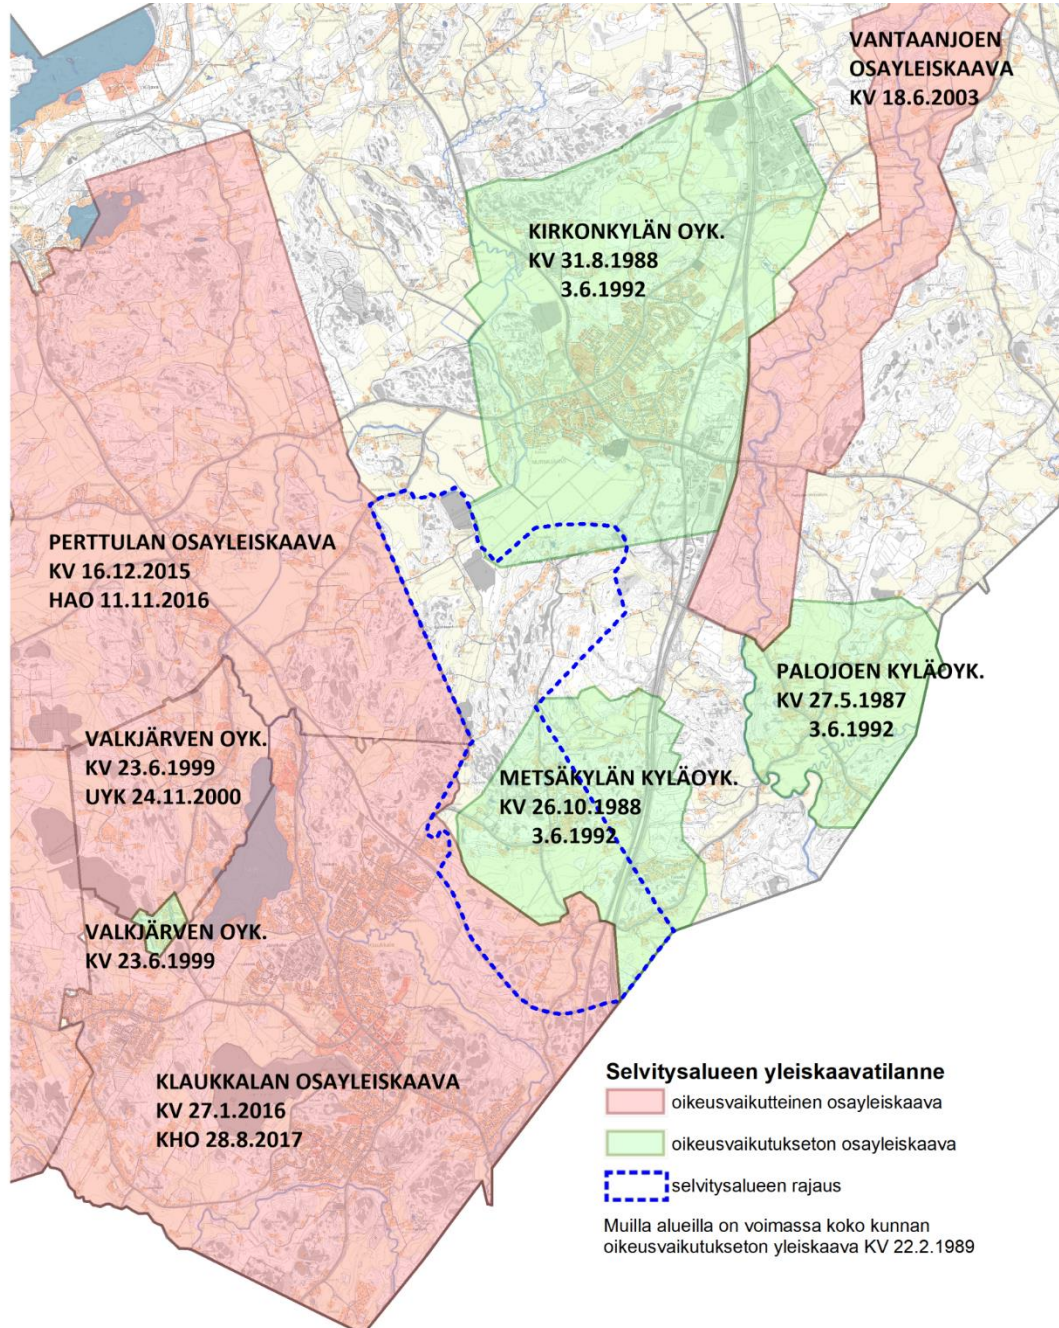 VANTAANJOEN
OSAYLEISKAAVA
KV 18.6.2003
KIRKONKYLÄN OYK.
KV 31.8.1988
3.6.1992
PERTTULAN OSAYLEISKAAVA
KV 16.12.2015
HAO 11.11.2016
PALOJOEN KYLÄOYK.
KV 27.5.1987
3.6.1992
VALKJÄRVEN OYK.
KV 23.6.1999
UYK 24.11.2000
METSÄKYLÄN KYLÄOYK.
KV 26.10.1988
3.6.1992
VALKJÄRVEN OYK.
KV 23.6.1999
KLAUKKALAN OSAYLEISKAAVA
KV 27.1.2016
KHO 28.8.2017
Selvitysalueen yleiskaavatilanne
oikeusvaikutteinen osayleiskaava
oikeusvaikutukseton osayleiskaava
selvitysalueen rajaus
Muilla alueilla on voimassa koko kunnan
oikeusvaikutukseton yleiskaava KV 22.2.1989